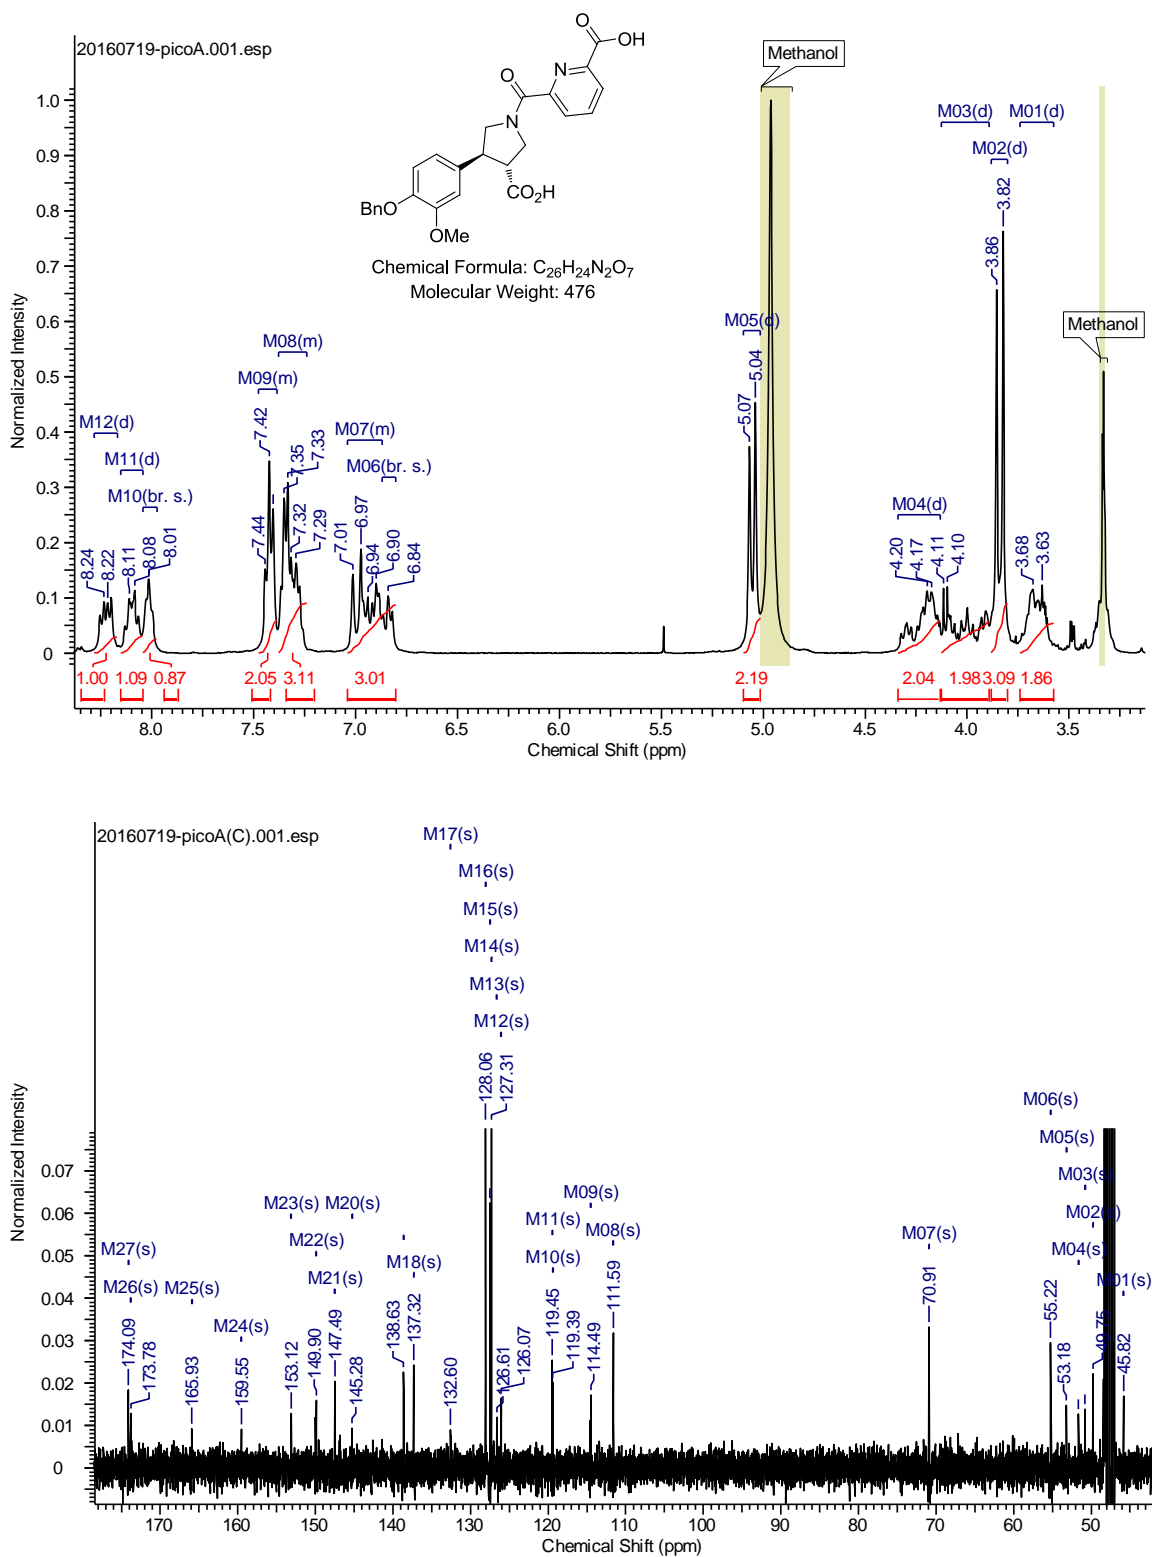 20160719-picoA.001.esp
O
OH
O
N
N
CO2H
BnO
OMe
Chemical Formula: C26H24N2O7
Molecular Weight: 476
Methanol
Methanol
M03(d)
M01(d)
M02(d)
3.82
3.86
M05(d)
5.07
5.04
M08(m)
M09(m)
7.42
7.35
7.33
7.44
7.32
7.29
M12(d)
M11(d)
M10(br. s.)
8.24
8.22
8.11
8.08
8.01
M07(m)
M06(br. s.)
7.01
6.97
6.94
6.90
6.84
M04(d)
4.20
4.17
4.11
4.10
3.68
3.63
Normalized Intensity
1.0
0.9
0.8
0.7
0.6
0.5
0.4
0.3
0.2
0.1
0
1.00 1.09 0.87 2.05 3.11 3.01 2.19 2.04 1.98 3.09 1.86
8.0 7.5 7.0 6.5 6.0 5.5 5.0 4.5 4.0 3.5
Chemical Shift (ppm)
20160719-picoA(C).001.esp
M17(s)
M16(s)
M15(s)
M14(s)
M13(s)
M12(s)
128.06
127.31
M06(s)
M05(s)
M03(s)
M02(s)
M04(s)
M01(s)
M23(s) M20(s)
M22(s)
M21(s)
M18(s)
M27(s)
M26(s) M25(s)
M24(s)
M09(s)
M11(s)
M08(s)
M10(s)
M07(s)
174.09
173.78
165.93
159.55
153.12
149.90
147.49
145.28
138.63
137.32
132.60
126.61
126.07
119.45
119.39
114.49
111.59
70.91
55.22
53.18
49.75
45.82
Normalized Intensity
0.07
0.06
0.05
0.04
0.03
0.02
0.01
0
170 160 150 140 130 120 110 100 90 80 70 60 50
Chemical Shift (ppm)